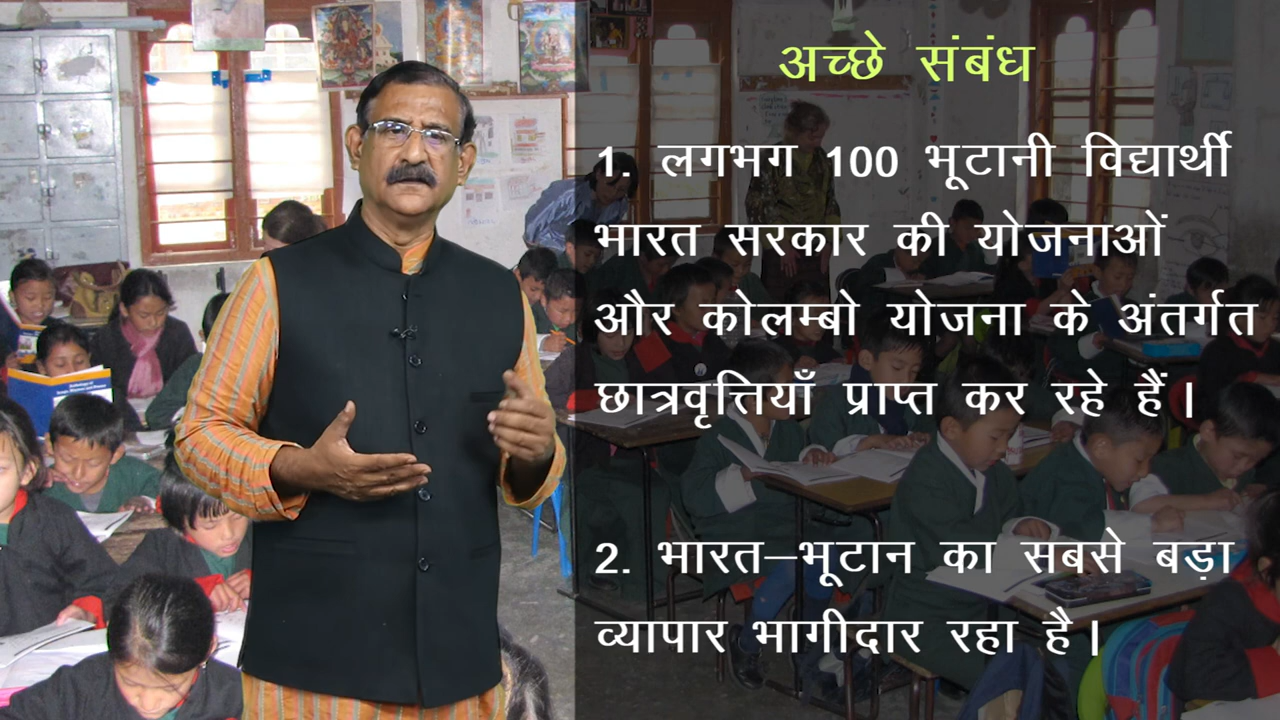 अच्छे संबंध
1. लगभग 100 भूटानी विद्यार्थी
भारत सरकार की योजनाओं
और कोलम्बो योजना के अंतर्गत
छात्रवृत्तियाँ प्राप्त कर रहे हैं।
2. भारत–भूटान का सबसे बड़ा
व्यापार भागीदार रहा है।